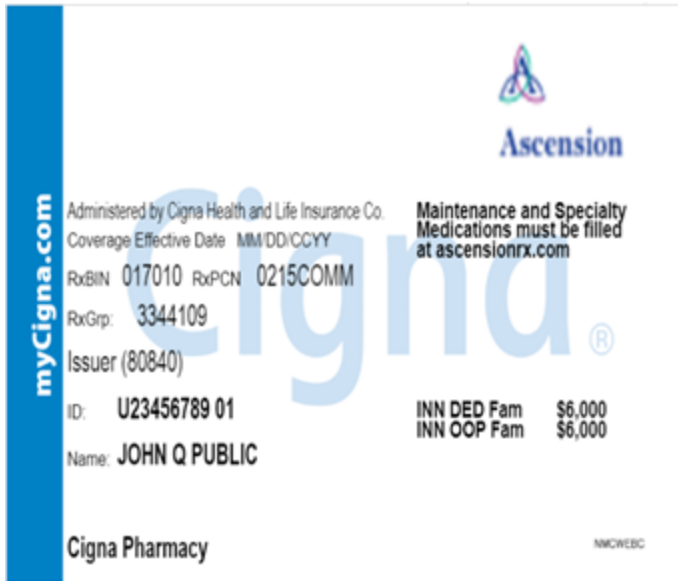 myCigna.com
Ascension
Cigna®
Administered by Cigna Health and Life Insurance Co.
Coverage Effective Date MM/DD/CCYY
RxBIN 017010 RxPCN 0215COMM
RxGrp: 3344109
Issuer (80840)
ID: U23456789 01
Name: JOHN Q PUBLIC
Maintenance and Specialty
Medications must be filled
at ascensionrx.com
INN DED Fam $6,000
INN OOP Fam $6,000
Cigna Pharmacy
NMCWEBC